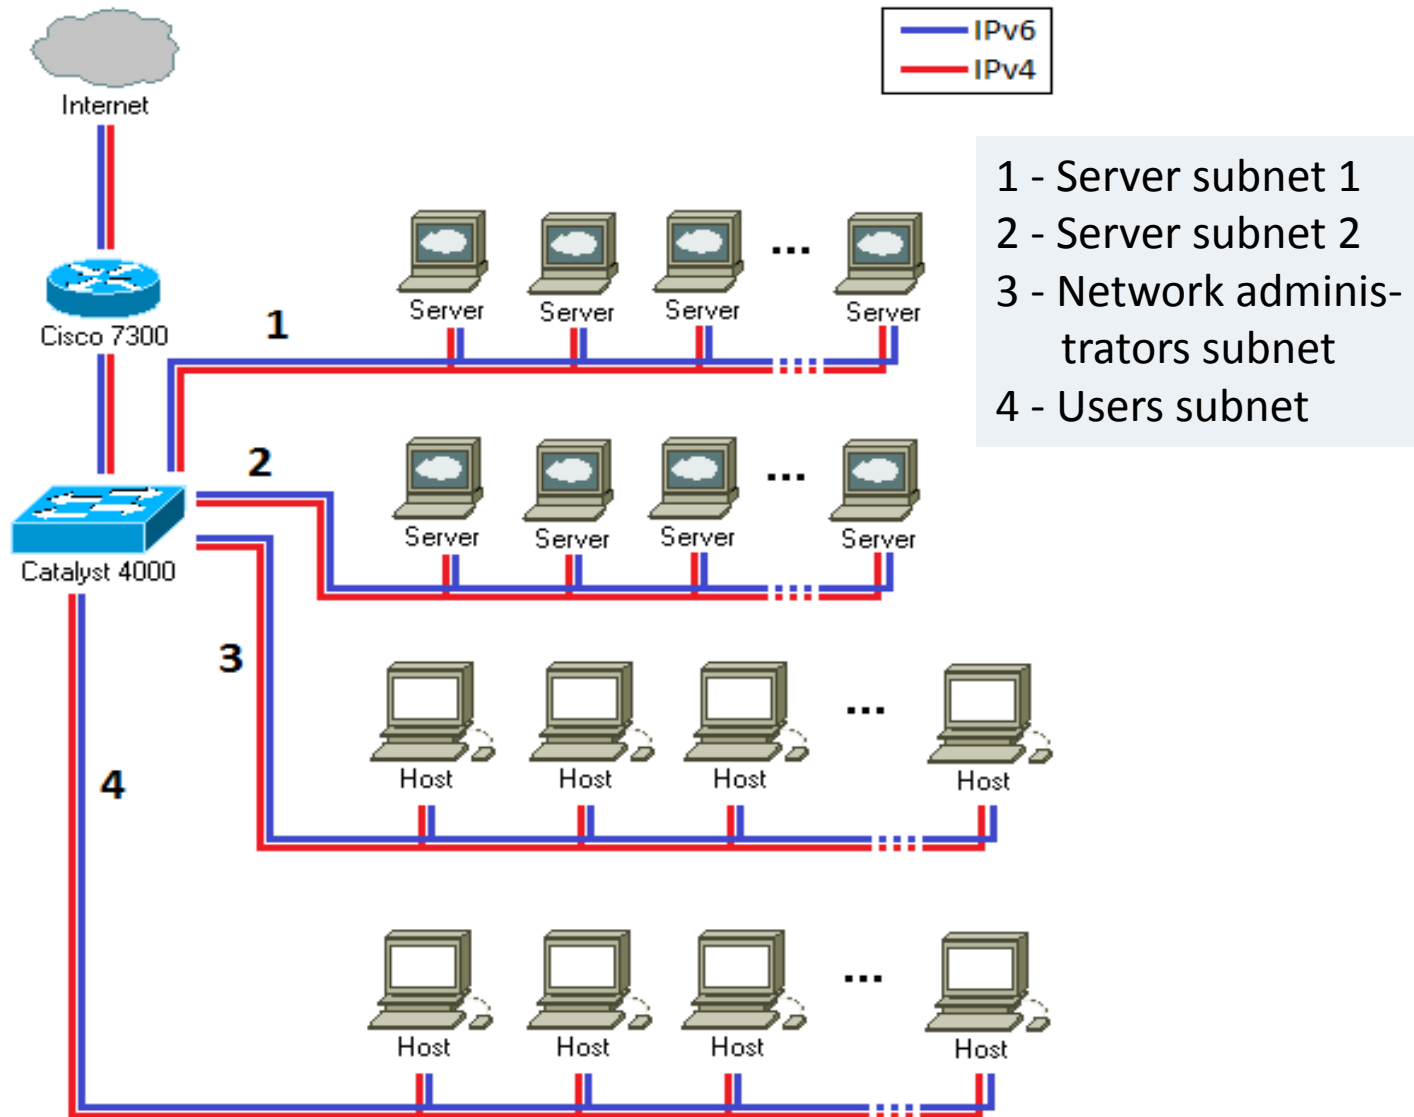 IPv6
IPv4
Internet
1 - Server subnet 1
2 - Server subnet 2
3 - Network adminis-
trators subnet
4 - Users subnet
Cisco 7300
1
...
Server Server Server Server
2
...
Server Server Server Server
Catalyst 4000
3
...
Host Host Host Host
4
...
Host Host Host Host